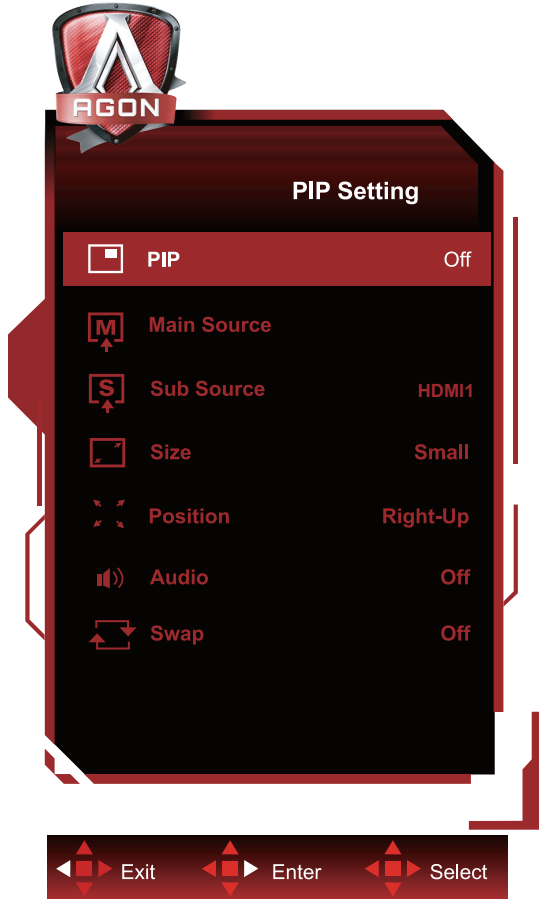 AGON
PIP Setting
PIP Off
M Main Source
S Sub Source HDMI1
Size Small
Position Right-Up
Audio Off
Swap Off
Exit Enter Select